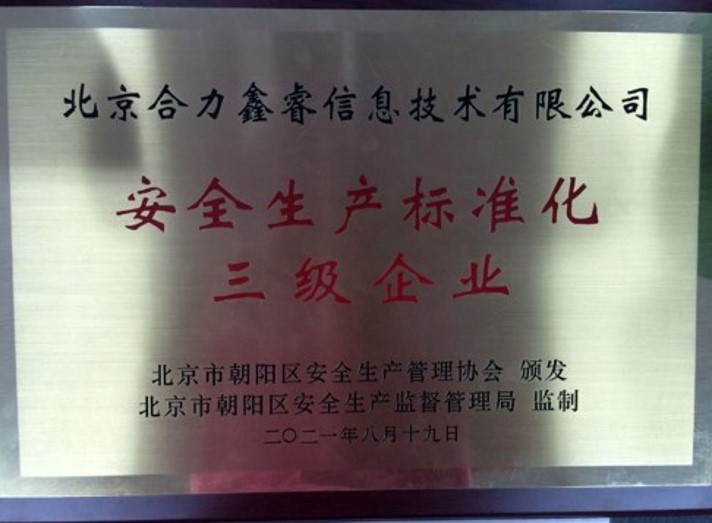 北京合力鑫睿信息技术有限公司
安全生产标准化
三级企业
北京市朝阳区安全生产管理协会 颁发
北京市朝阳区安全生产监督管理局 监制
二〇二一年八月十九日